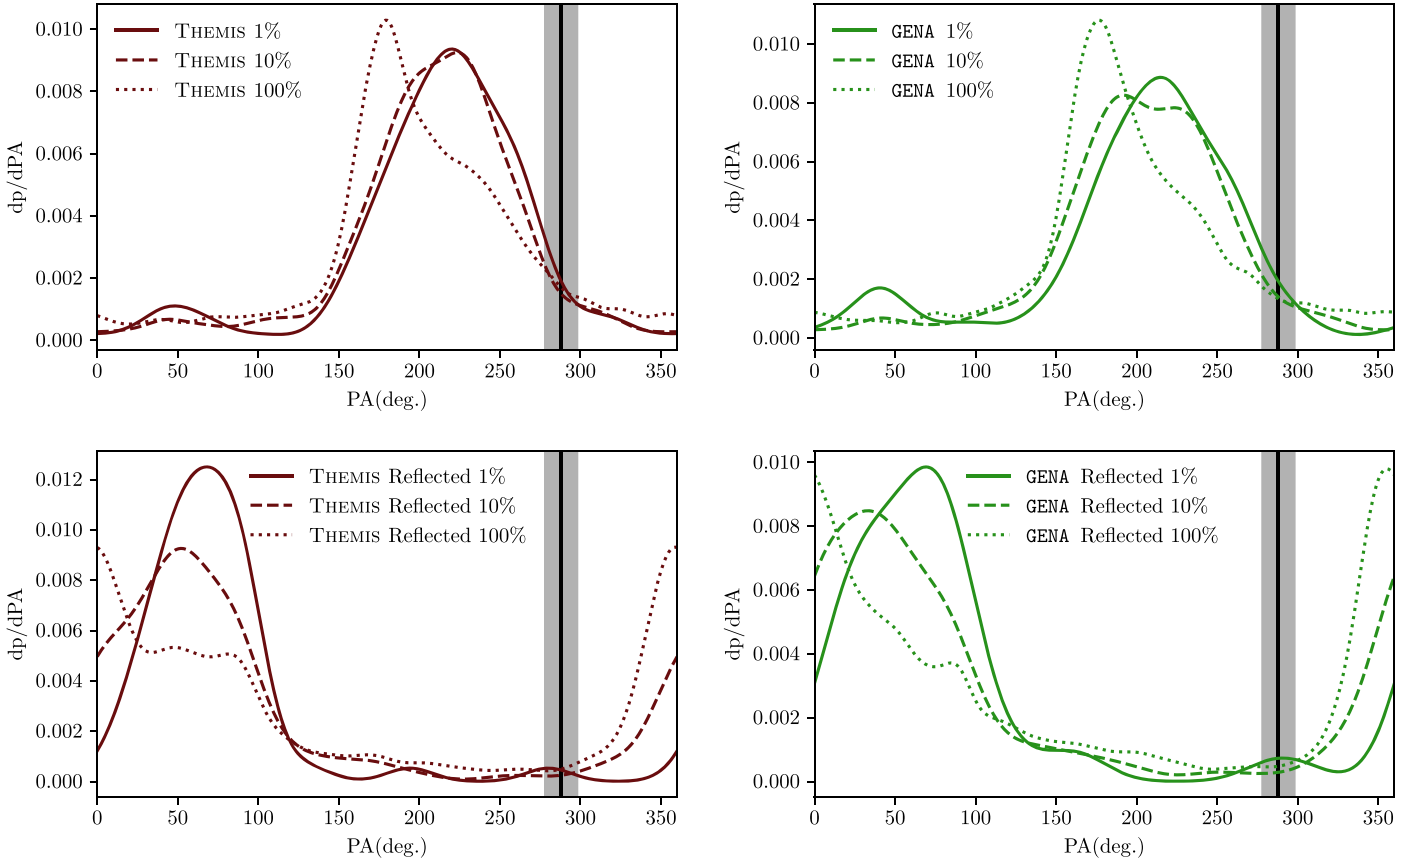 THEMIS 1%
THEMIS 10%
THEMIS 100%
0.010
0.008
0.006
0.004
0.002
0.000
dp/dPA
0 50 100 150 200 250 300 350
PA(deg.)
GENA 1%
GENA 10%
GENA 100%
0.010
0.008
0.006
0.004
0.002
0.000
dp/dPA
0 50 100 150 200 250 300 350
PA(deg.)
THEMIS Reflected 1%
THEMIS Reflected 10%
THEMIS Reflected 100%
0.012
0.010
0.008
0.006
0.004
0.002
0.000
dp/dPA
0 50 100 150 200 250 300 350
PA(deg.)
GENA Reflected 1%
GENA Reflected 10%
GENA Reflected 100%
0.010
0.008
0.006
0.004
0.002
0.000
dp/dPA
0 50 100 150 200 250 300 350
PA(deg.)